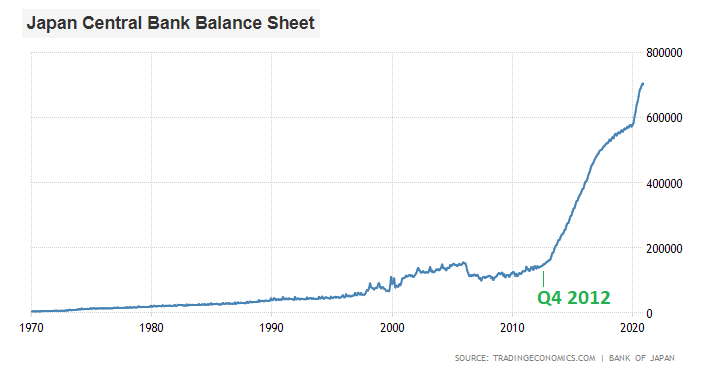 Japan Central Bank Balance Sheet
800000
600000
400000
200000
0
Q4 2012
1970 1980 1990 2000 2010 2020
SOURCE: TRADINGECONOMICS.COM | BANK OF JAPAN